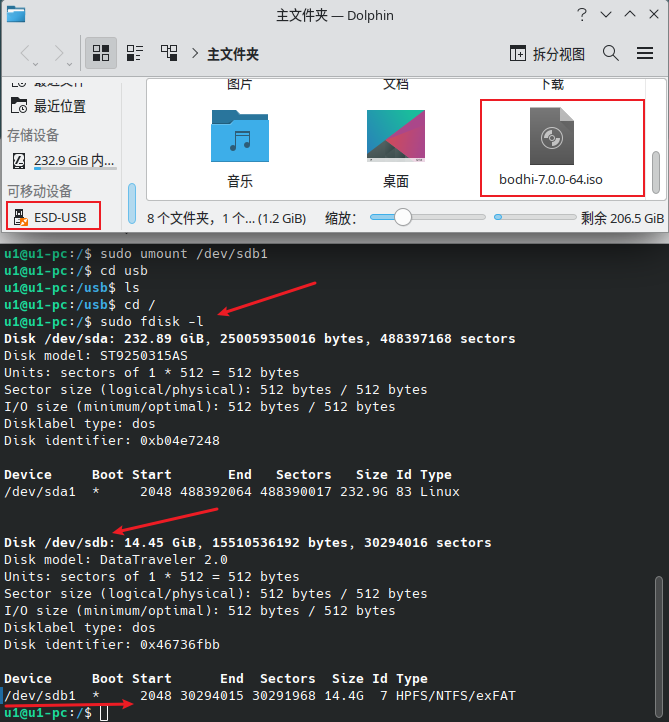 主文件夹 — Dolphin
主文件夹
拆分视图
最近文件
最近位置
存储设备
232.9 GiB 内...
可移动设备
ESD-USB
图片
文档
下载
音乐
桌面
bodhi-7.0.0-64.iso
8 个文件夹，1 个... (1.2 GiB)
缩放：
剩余 206.5 GiB
u1@u1-pc:/$ sudo umount /dev/sdb1
u1@u1-pc:/$ cd usb
u1@u1-pc:/usb$ ls
u1@u1-pc:/usb$ cd /
u1@u1-pc:/$ sudo fdisk -l
Disk /dev/sda: 232.89 GiB, 250059350016 bytes, 488397168 sectors
Disk model: ST9250315AS
Units: sectors of 1 * 512 = 512 bytes
Sector size (logical/physical): 512 bytes / 512 bytes
I/O size (minimum/optimal): 512 bytes / 512 bytes
Disklabel type: dos
Disk identifier: 0xb04e7248
Device     Boot Start       End   Sectors   Size Id Type
/dev/sda1  *     2048 488392064 488390017 232.9G 83 Linux
Disk /dev/sdb: 14.45 GiB, 15510536192 bytes, 30294016 sectors
Disk model: DataTraveler 2.0
Units: sectors of 1 * 512 = 512 bytes
Sector size (logical/physical): 512 bytes / 512 bytes
I/O size (minimum/optimal): 512 bytes / 512 bytes
Disklabel type: dos
Disk identifier: 0x46736fbb
Device     Boot Start      End  Sectors  Size Id Type
/dev/sdb1  *     2048 30294015 30291968 14.4G  7 HPFS/NTFS/exFAT
u1@u1-pc:/$